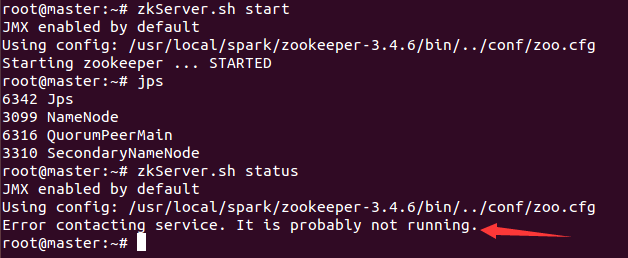 root@master:~# zkServer.sh start
JMX enabled by default
Using config: /usr/local/spark/zookeeper-3.4.6/bin/../conf/zoo.cfg
Starting zookeeper ... STARTED
root@master:~# jps
6342 Jps
3099 NameNode
6316 QuorumPeerMain
3310 SecondaryNameNode
root@master:~# zkServer.sh status
JMX enabled by default
Using config: /usr/local/spark/zookeeper-3.4.6/bin/../conf/zoo.cfg
Error contacting service. It is probably not running.
root@master:~#